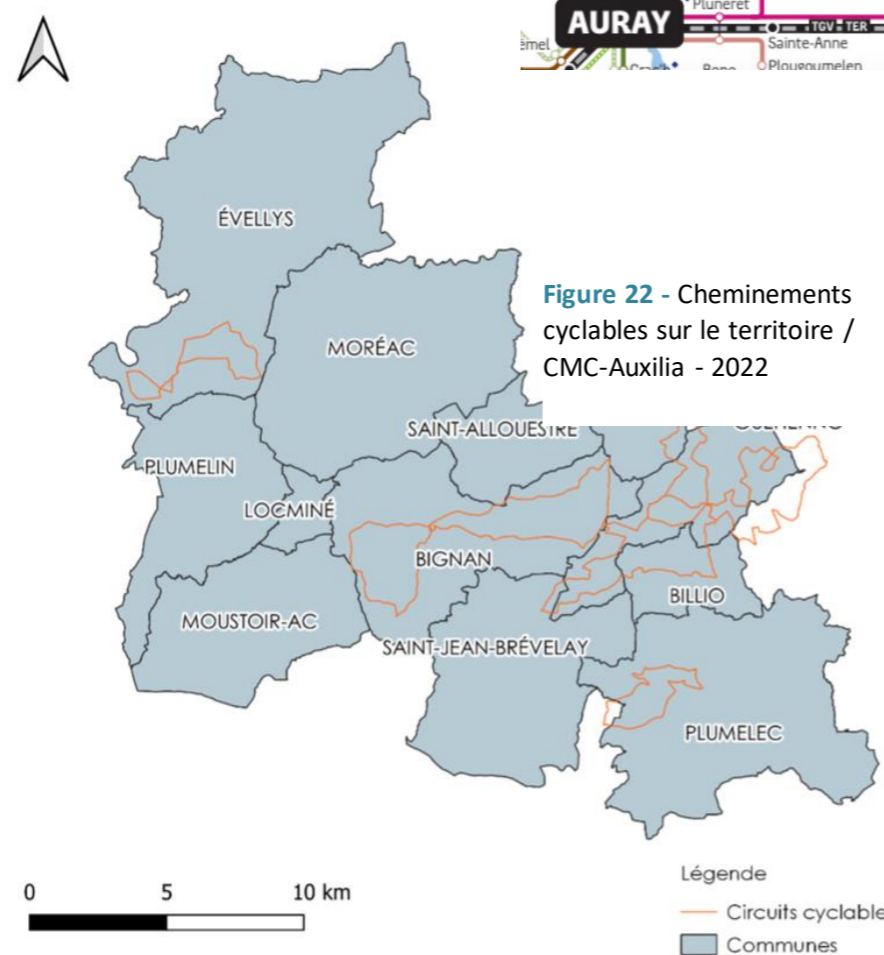 Pluneret
AURAY
TGV - TER
Sainte-Anne
Plougoumelen
ÉVELLYS
Figure 22 - Cheminements
cyclables sur le territoire /
CMC-Auxilia - 2022
MORÉAC
SAINT-ALLOUESTRE
PLUMELIN
LOCMINÉ
BIGNAN
BILLIO
MOUSTOIR-AC
SAINT-JEAN-BRÉVELAY
PLUMELEC
0 5 10 km
Légende
Circuits cyclable
Communes